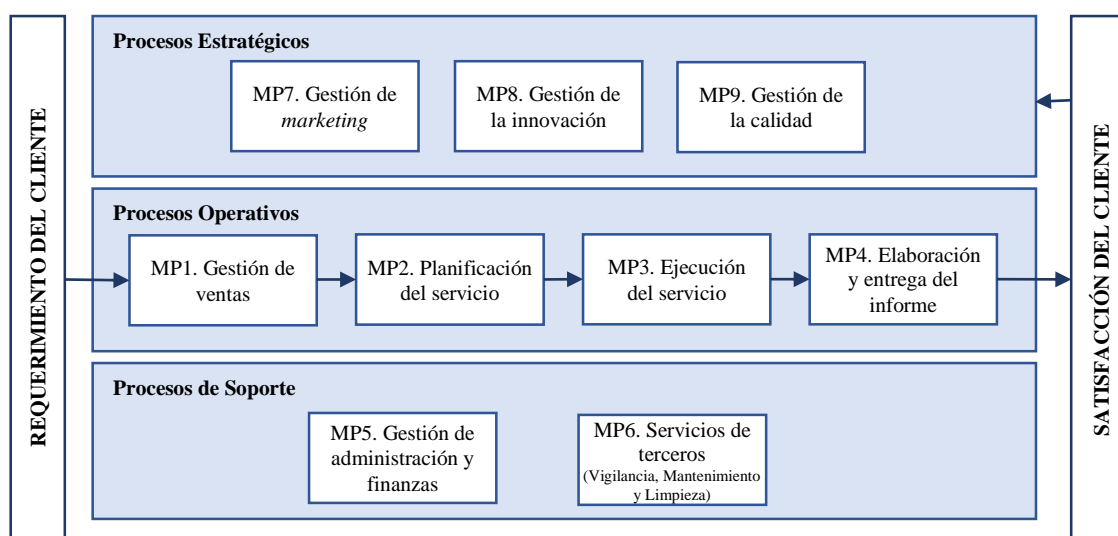 REQUERIMIENTO DEL CLIENTE
Procesos Estratégicos
MP7. Gestión de
marketing
MP8. Gestión de
la innovación
MP9. Gestión de
la calidad
Procesos Operativos
MP1. Gestión de
ventas
MP2. Planificación
del servicio
MP3. Ejecución
del servicio
MP4. Elaboración
y entrega del
informe
Procesos de Soporte
MP5. Gestión de
administración y
finanzas
MP6. Servicios de
terceros
(Vigilancia, Mantenimiento
y Limpieza)
SATISFACCIÓN DEL CLIENTE